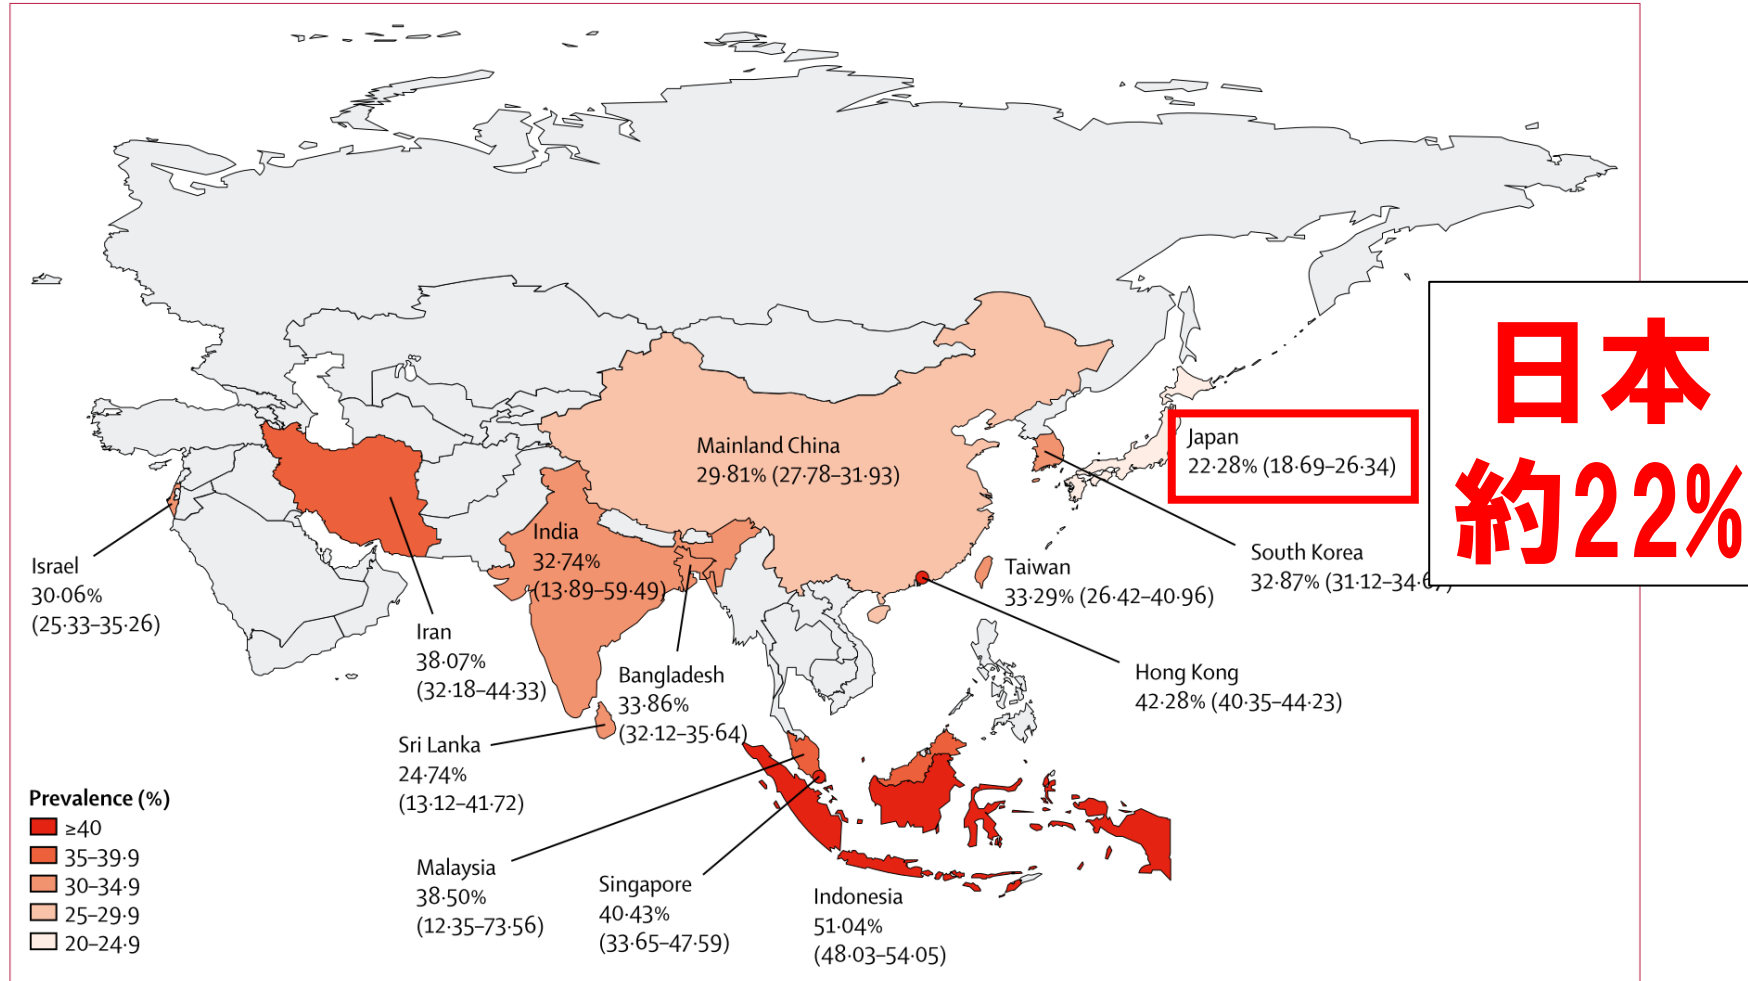 Mainland China
29·81% (27·78–31·93)
Japan
22·28% (18·69–26·34)
日本
約22%
India
32·74%
(13·89–59·49)
South Korea
32·87% (31·12–34·67)
Taiwan
33·29% (26·42–40·96)
Israel
30·06%
(25·33–35·26)
Iran
38·07%
(32·18–44·33)
Bangladesh
33·86%
(32·12–35·64)
Hong Kong
42·28% (40·35–44·23)
Sri Lanka
24·74%
(13·12–41·72)
Malaysia
38·50%
(12·35–73·56)
Singapore
40·43%
(33·65–47·59)
Indonesia
51·04%
(48·03–54·05)
Prevalence (%)
≥40
35–39·9
30–34·9
25–29·9
20–24·9